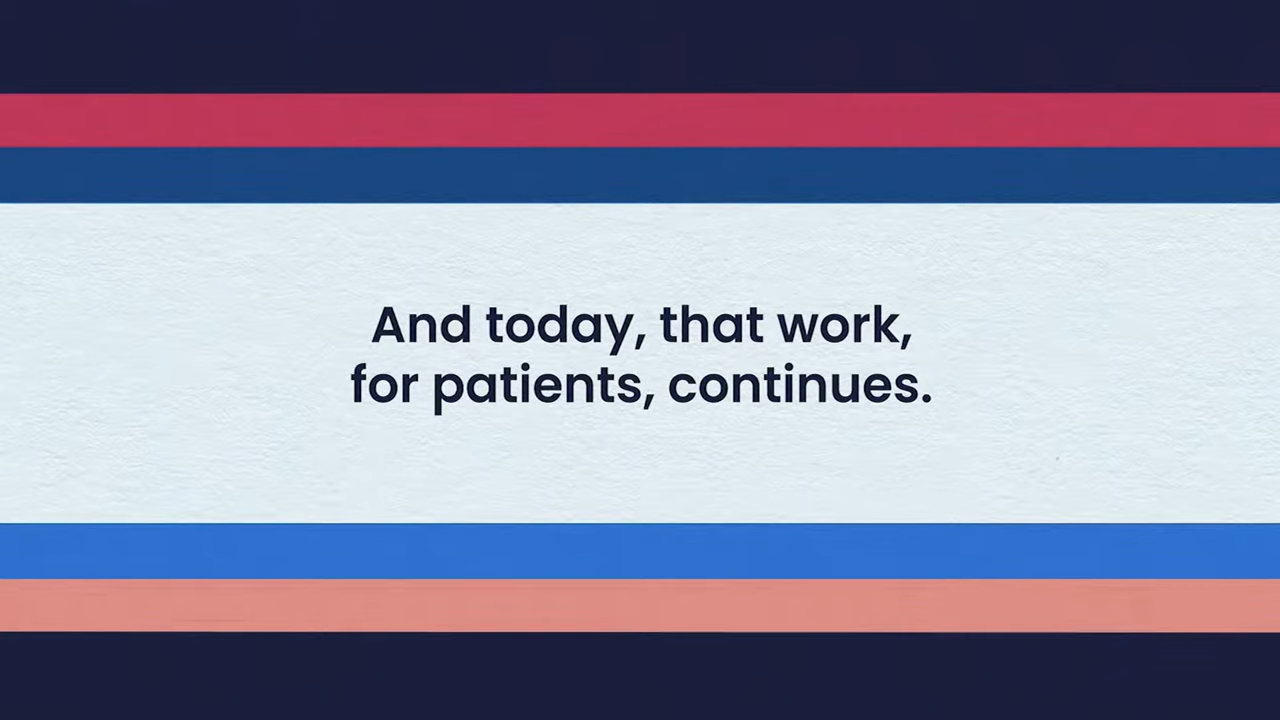 And today, that work,
for patients, continues.